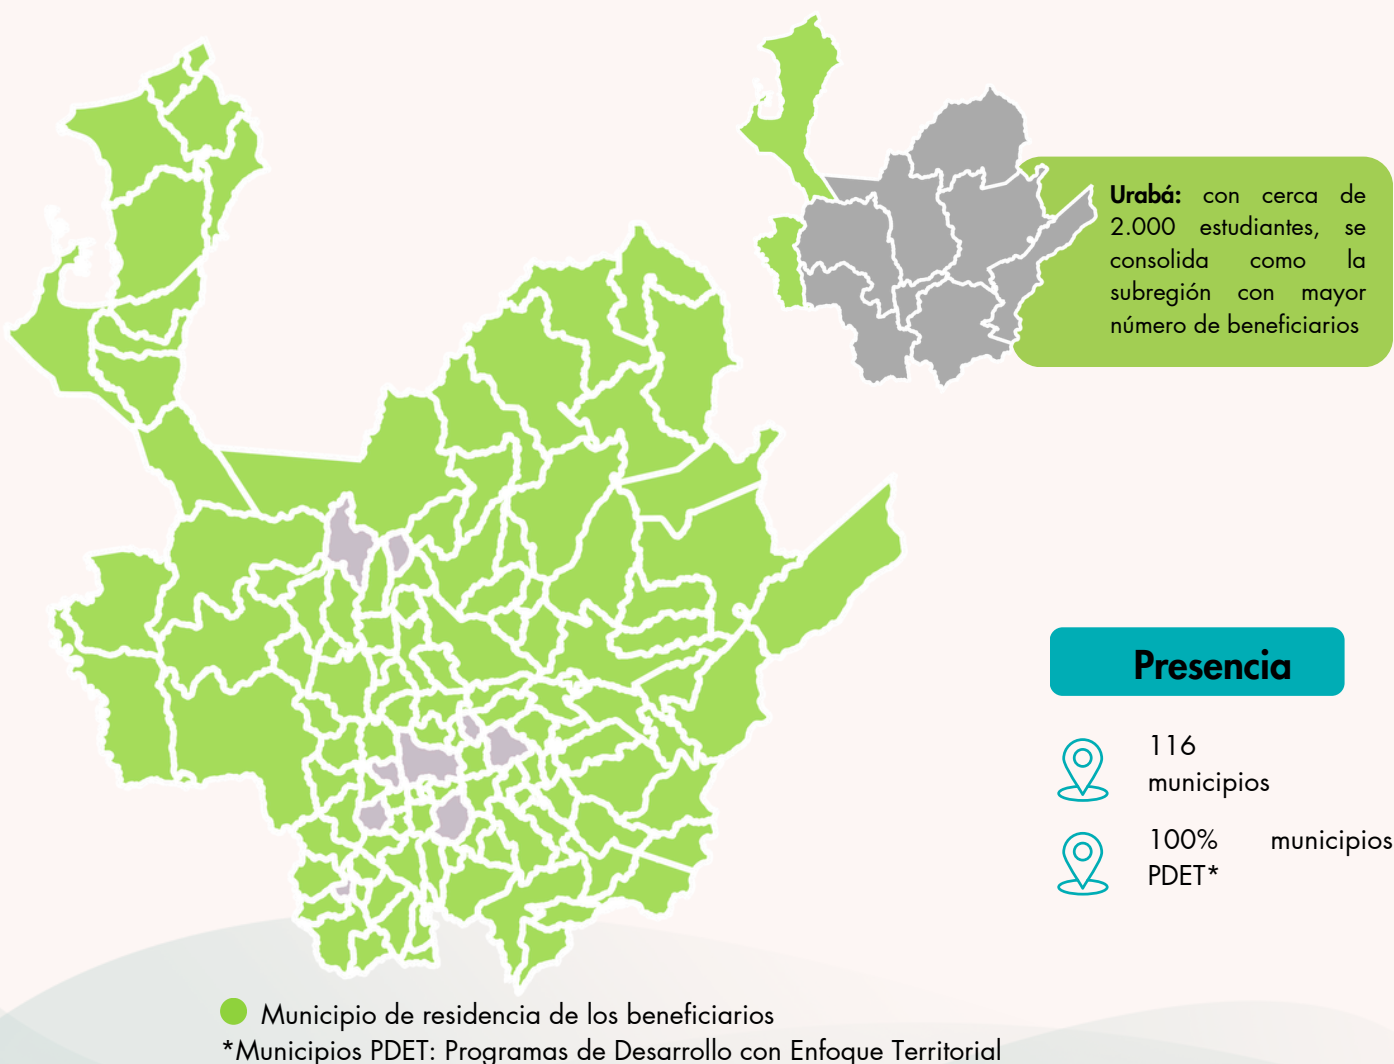 Urabá: con cerca de
2.000 estudiantes, se
consolida como la
subregión con mayor
número de beneficiarios
Presencia
116
municipios
100% municipios
PDET*
Municipio de residencia de los beneficiarios
*Municipios PDET: Programas de Desarrollo con Enfoque Territorial